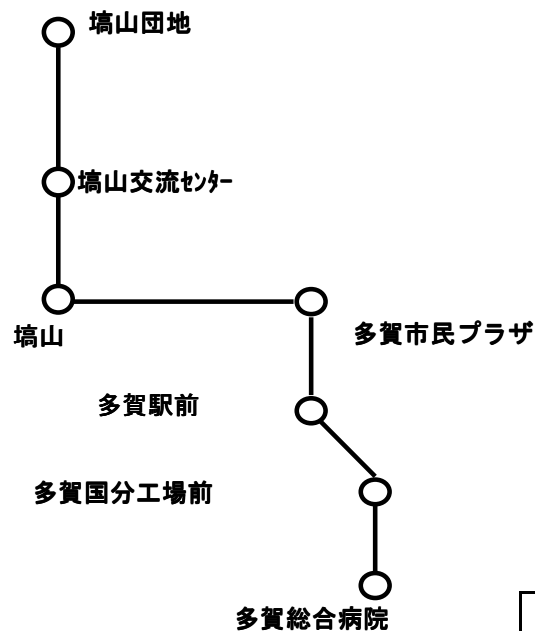 塙山団地
塙山交流ｾﾝﾀｰ
塙山
多賀市民プラザ
多賀駅前
多賀国分工場前
多賀総合病院